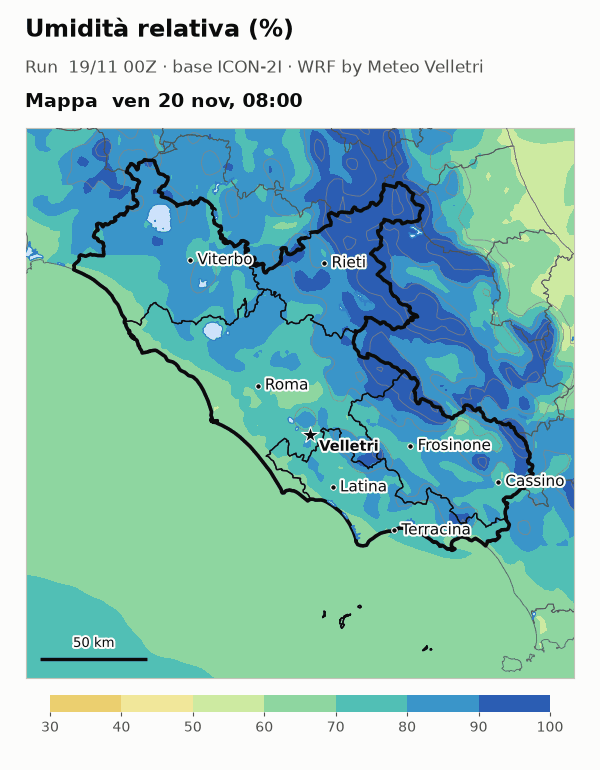 Umidità relativa (%)
Run 19/11 00Z · base ICON-2I · WRF by Meteo Velletri
Mappa ven 20 nov, 08:00
Viterbo
Rieti
Roma
Velletri
Frosinone
Cassino
Latina
Terracina
50 km
30 40 50 60 70 80 90 100